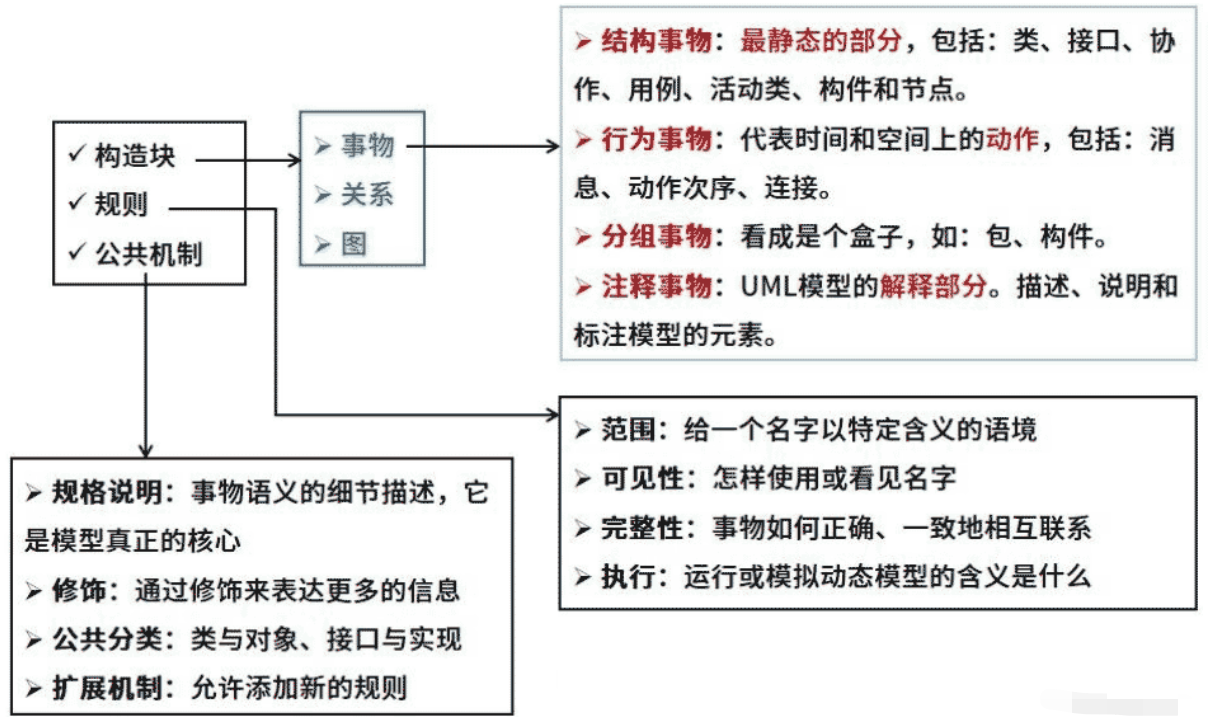 ✓ 构造块
✓ 规则
✓ 公共机制
➢ 事物
➢ 关系
➢ 图
➢ 结构事物：最静态的部分，包括：类、接口、协
作、用例、活动类、构件和节点。
➢ 行为事物：代表时间和空间上的动作，包括：消
息、动作次序、连接。
➢ 分组事物：看成是个盒子，如：包、构件。
➢ 注释事物：UML模型的解释部分。描述、说明和
标注模型的元素。
➢ 范围：给一个名字以特定含义的语境
➢ 可见性：怎样使用或看见名字
➢ 完整性：事物如何正确、一致地相互联系
➢ 执行：运行或模拟动态模型的含义是什么
➢ 规格说明：事物语义的细节描述，它
是模型真正的核心
➢ 修饰：通过修饰来表达更多的信息
➢ 公共分类：类与对象、接口与实现
➢ 扩展机制：允许添加新的规则